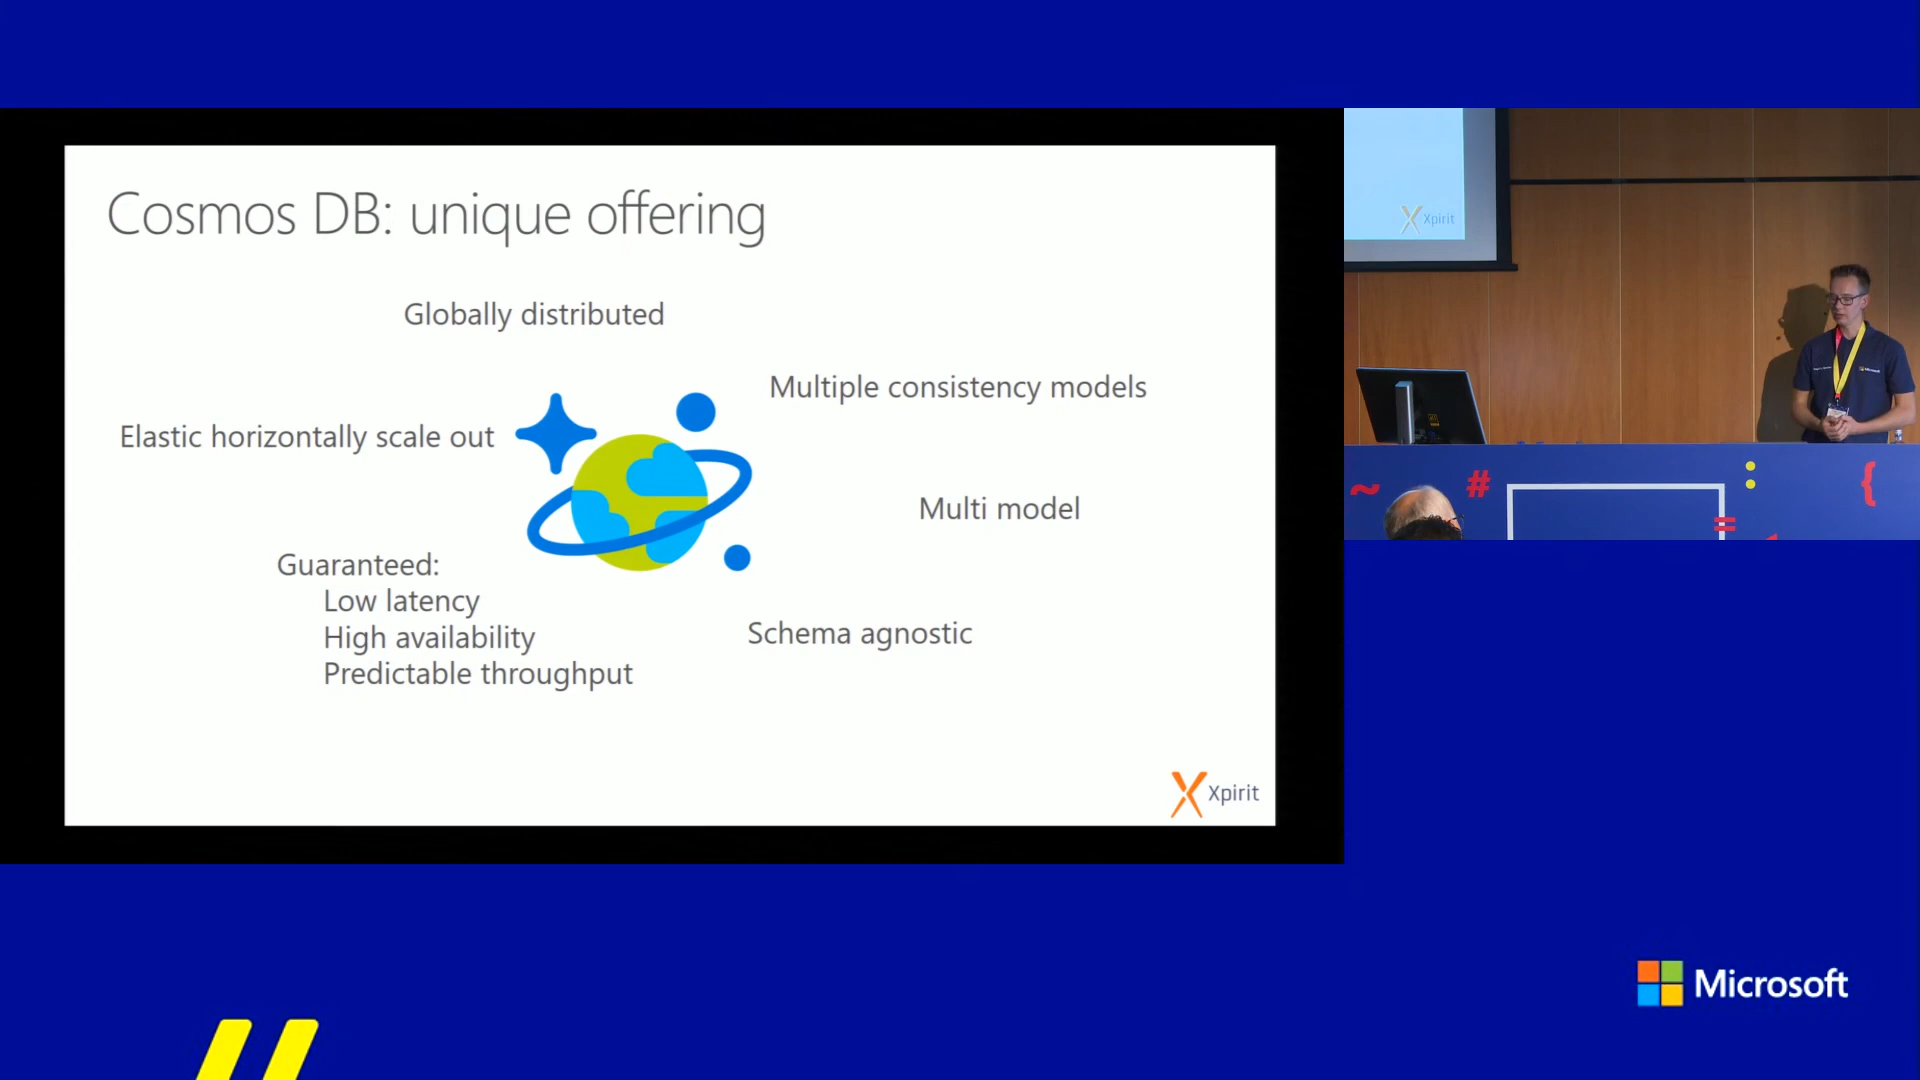 Cosmos DB: unique offering
Globally distributed
Multiple consistency models
Elastic horizontally scale out
Multi model
Guaranteed:
Low latency
High availability
Predictable throughput
Schema agnostic
Xpirit
Xpirit
~ # : { =
Microsoft